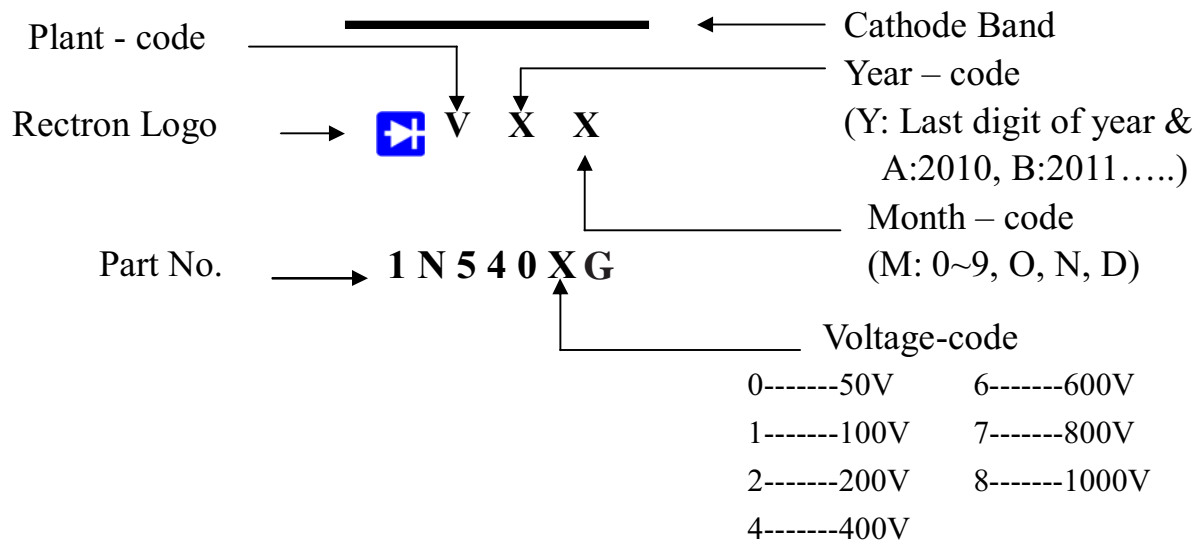 Plant - code
Cathode Band
Year – code
Rectron Logo
V X X
(Y: Last digit of year &
A:2010, B:2011…..)
Month – code
(M: 0~9, O, N, D)
Part No.
1 N 5 4 0 X G
Voltage-code
0-------50V 6-------600V
1-------100V 7-------800V
2-------200V 8-------1000V
4-------400V